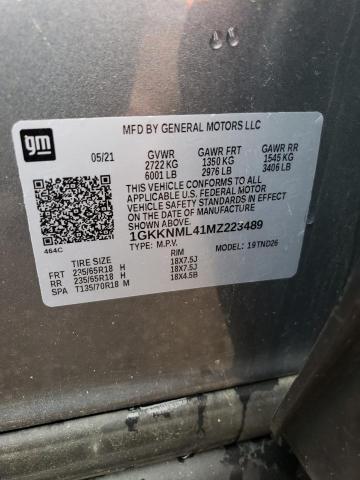 gm
MFD BY GENERAL MOTORS LLC
05/21 GVWR GAWR FRT GAWR RR
2722 KG 1350 KG 1545 KG
6001 LB 2976 LB 3406 LB
THIS VEHICLE CONFORMS TO ALL
APPLICABLE U.S. FEDERAL MOTOR
VEHICLE SAFETY STANDARDS IN EFFECT
ON THE DATE OF MANUFACTURE
SHOWN ABOVE.
1GKKNML41MZ223489
464C
TYPE: M.P.V. MODEL: 19TND26
TIRE SIZE RIM
FRT 235/65R18 H 18X7.5J
RR 235/65R18 H 18X7.5J
SPA T135/70R18 M 18X4.5B